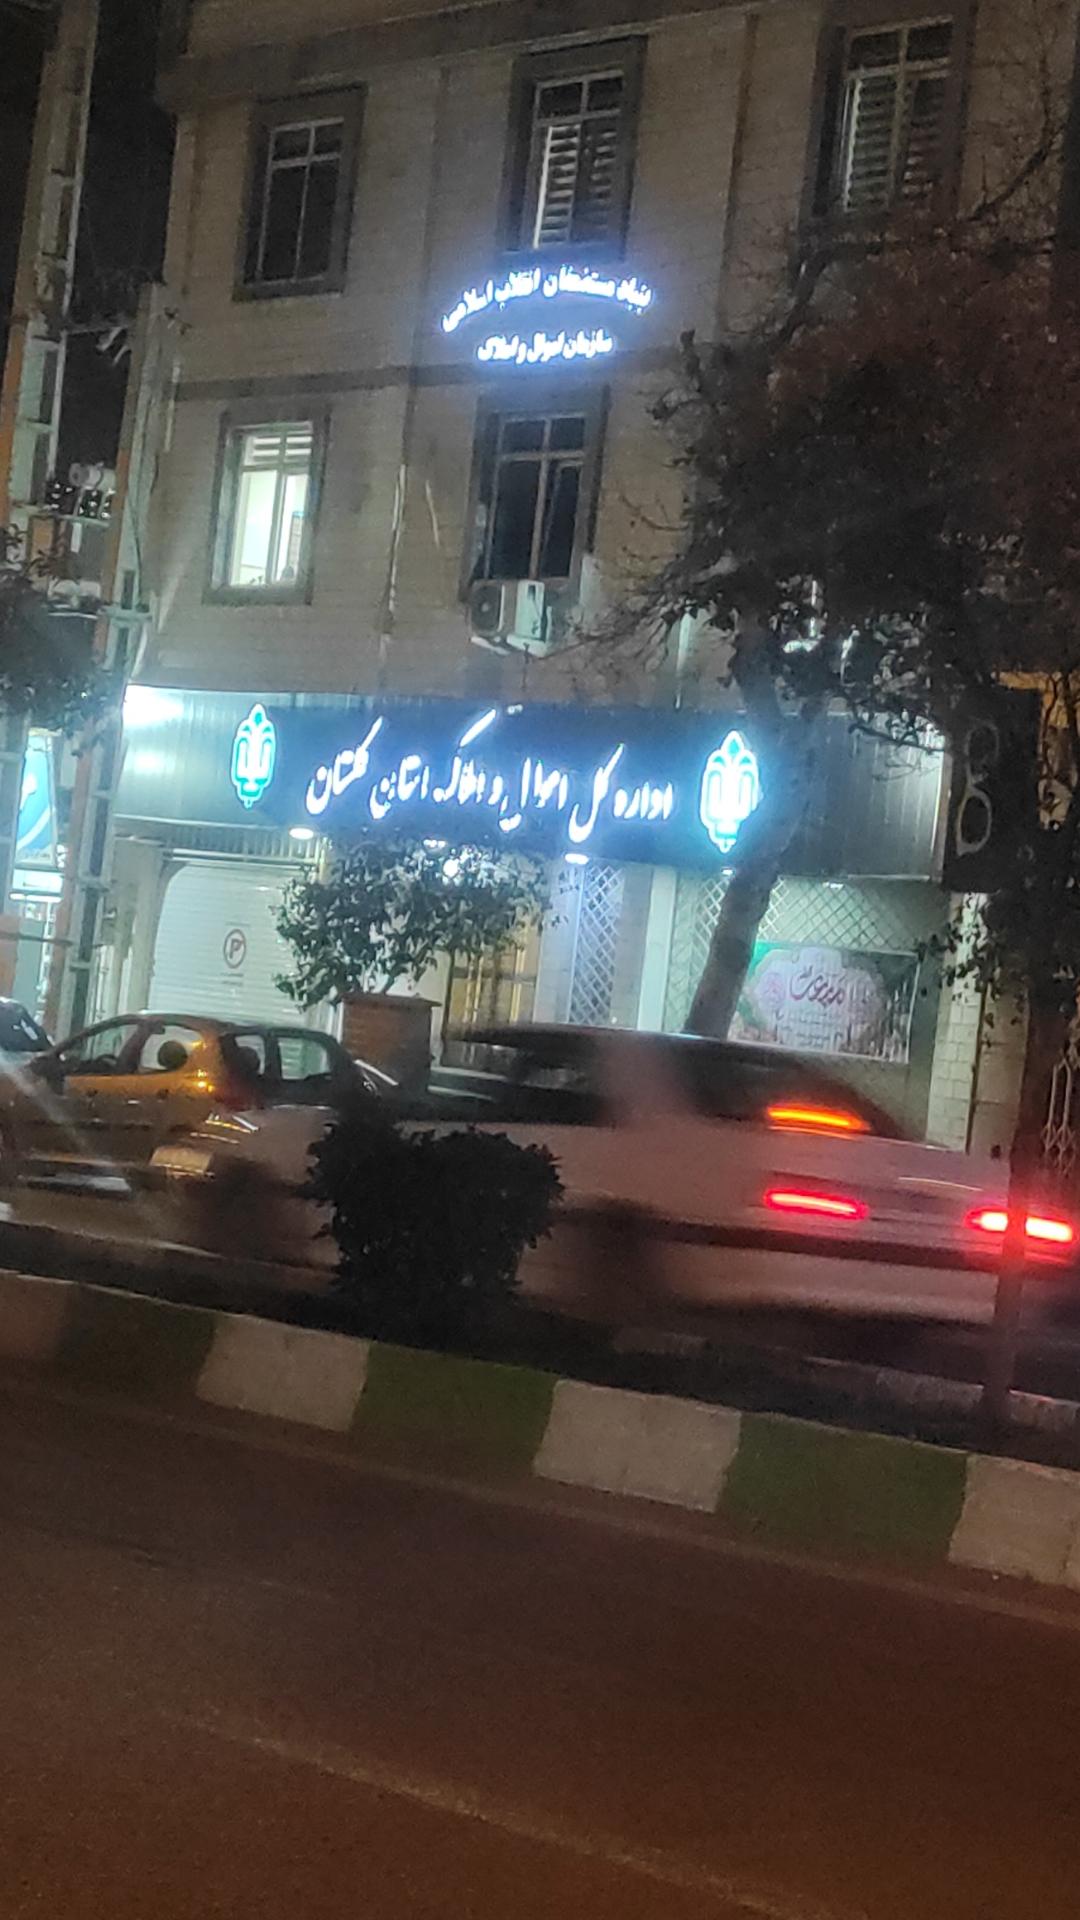 بنیاد مستضعفان انقلاب اسلامی
سازمان اموال و املاک
اداره کل اموال و املاک استان گلستان